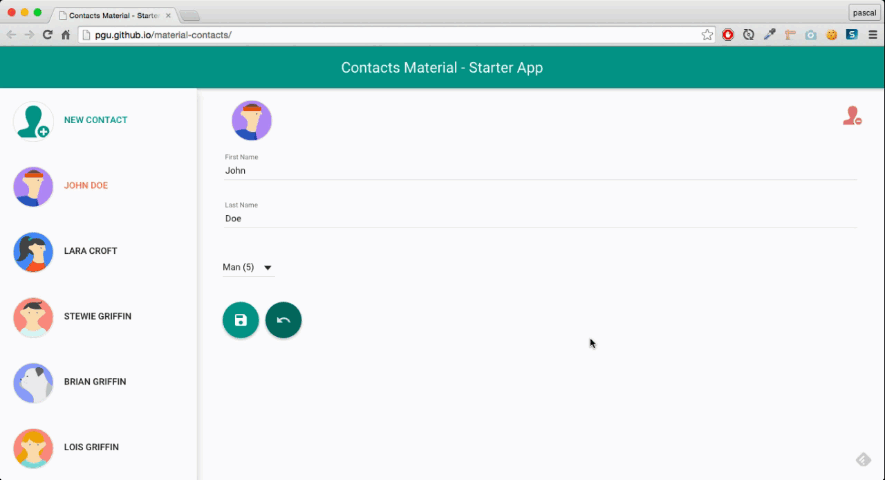 Contacts Material - Starter
pascal
pgu.github.io/material-contacts/
Contacts Material - Starter App
NEW CONTACT
JOHN DOE
LARA CROFT
STEWIE GRIFFIN
BRIAN GRIFFIN
LOIS GRIFFIN
First Name
John
Last Name
Doe
Man (5)